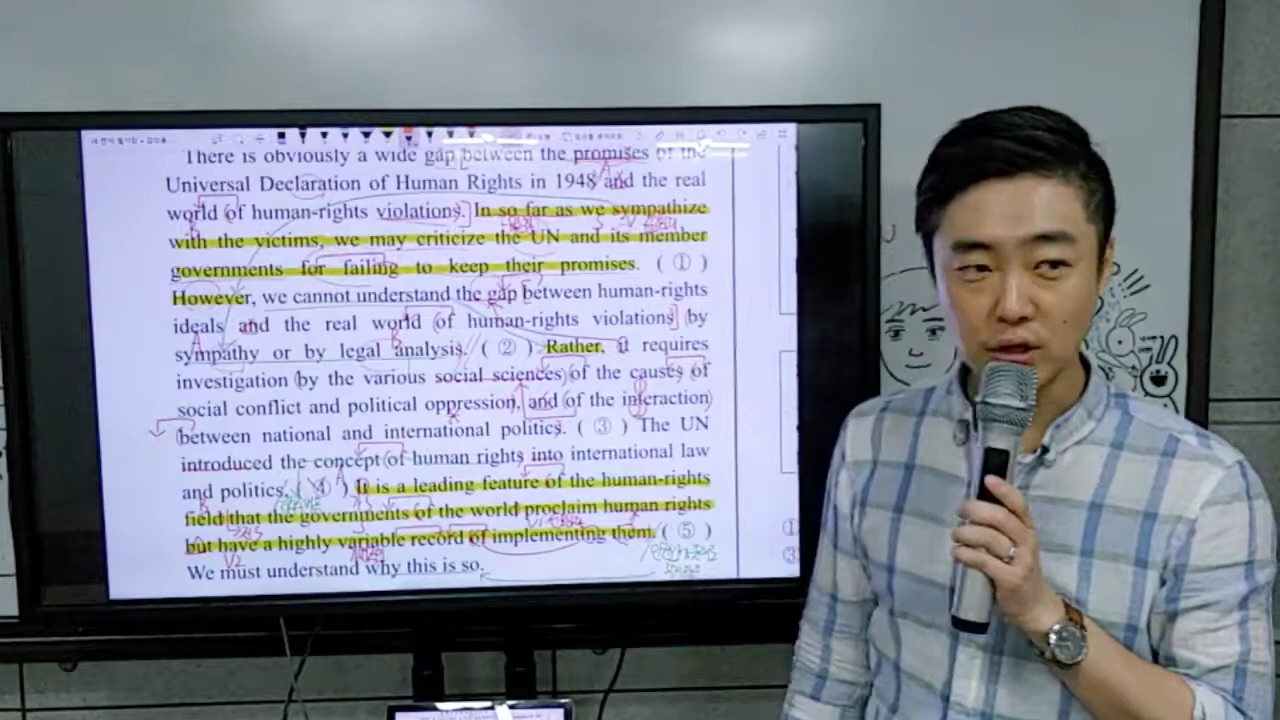 There is obviously a wide gap between the promises of the
Universal Declaration of Human Rights in 1948 and the real
world of human-rights violations. In so far as we sympathize
with the victims, we may criticize the UN and its member
governments for failing to keep their promises. ( ① )
However, we cannot understand the gap between human-rights
ideals and the real world of human-rights violations by
sympathy or by legal analysis. ( ② ) Rather, it requires
investigation by the various social sciences of the causes of
social conflict and political oppression, and of the interaction
between national and international politics. ( ③ ) The UN
introduced the concept of human rights into international law
and politics. ( ④ ) It is a leading feature of the human-rights
field that the governments of the world proclaim human rights
but have a highly variable record of implementing them. ( ⑤ )
We must understand why this is so.
①
③